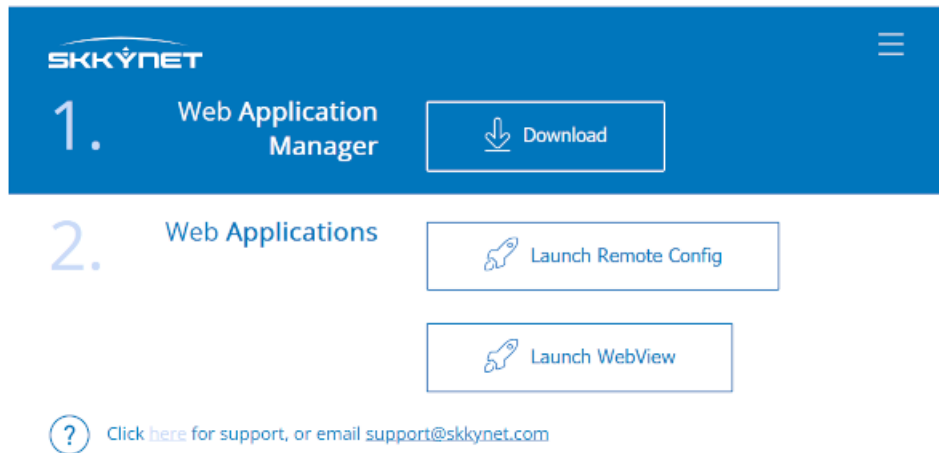 SKKYNET
1.
Web Application
Manager
Download
2.
Web Applications
Launch Remote Config
Launch WebView
? Click here for support, or email support@skkynet.com